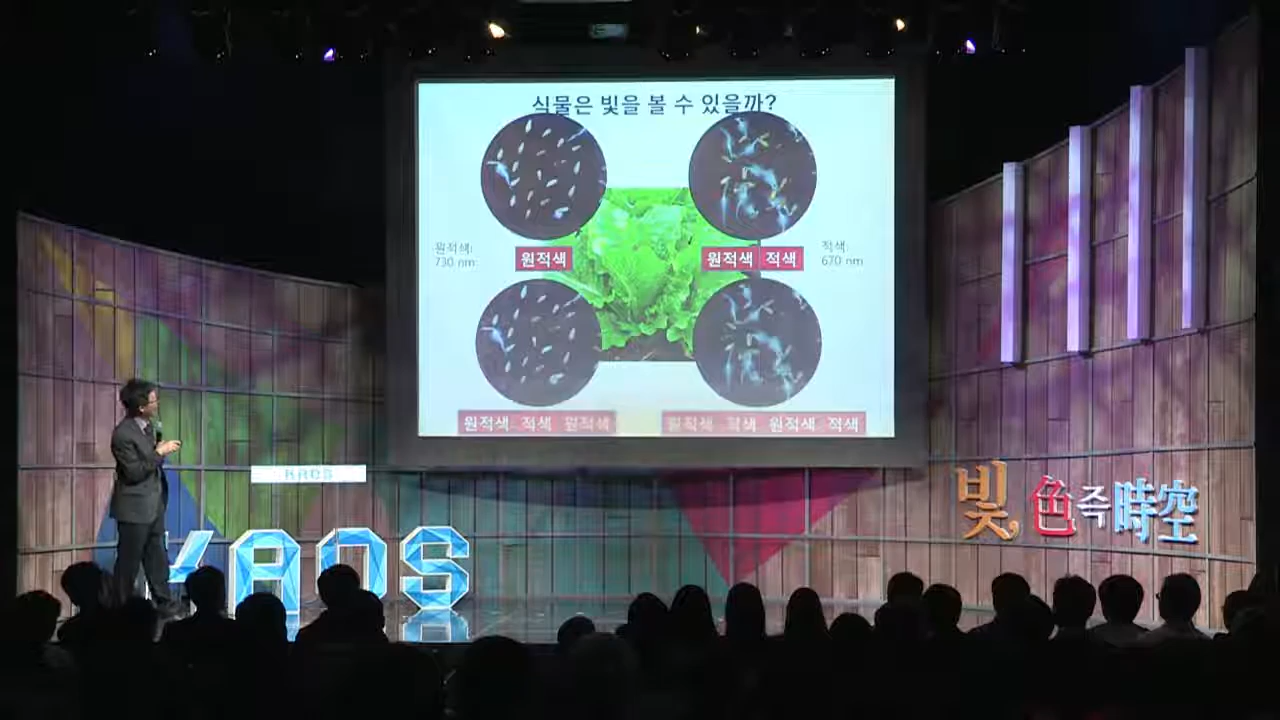 식물은 빛을 볼 수 있을까?
원적색:
730 nm
원적색
원적색 적색
적색:
670 nm
원적색 적색 원적색
원적색 적색 원적색 적색
KAOS
KAOS
빛, 色즉時空